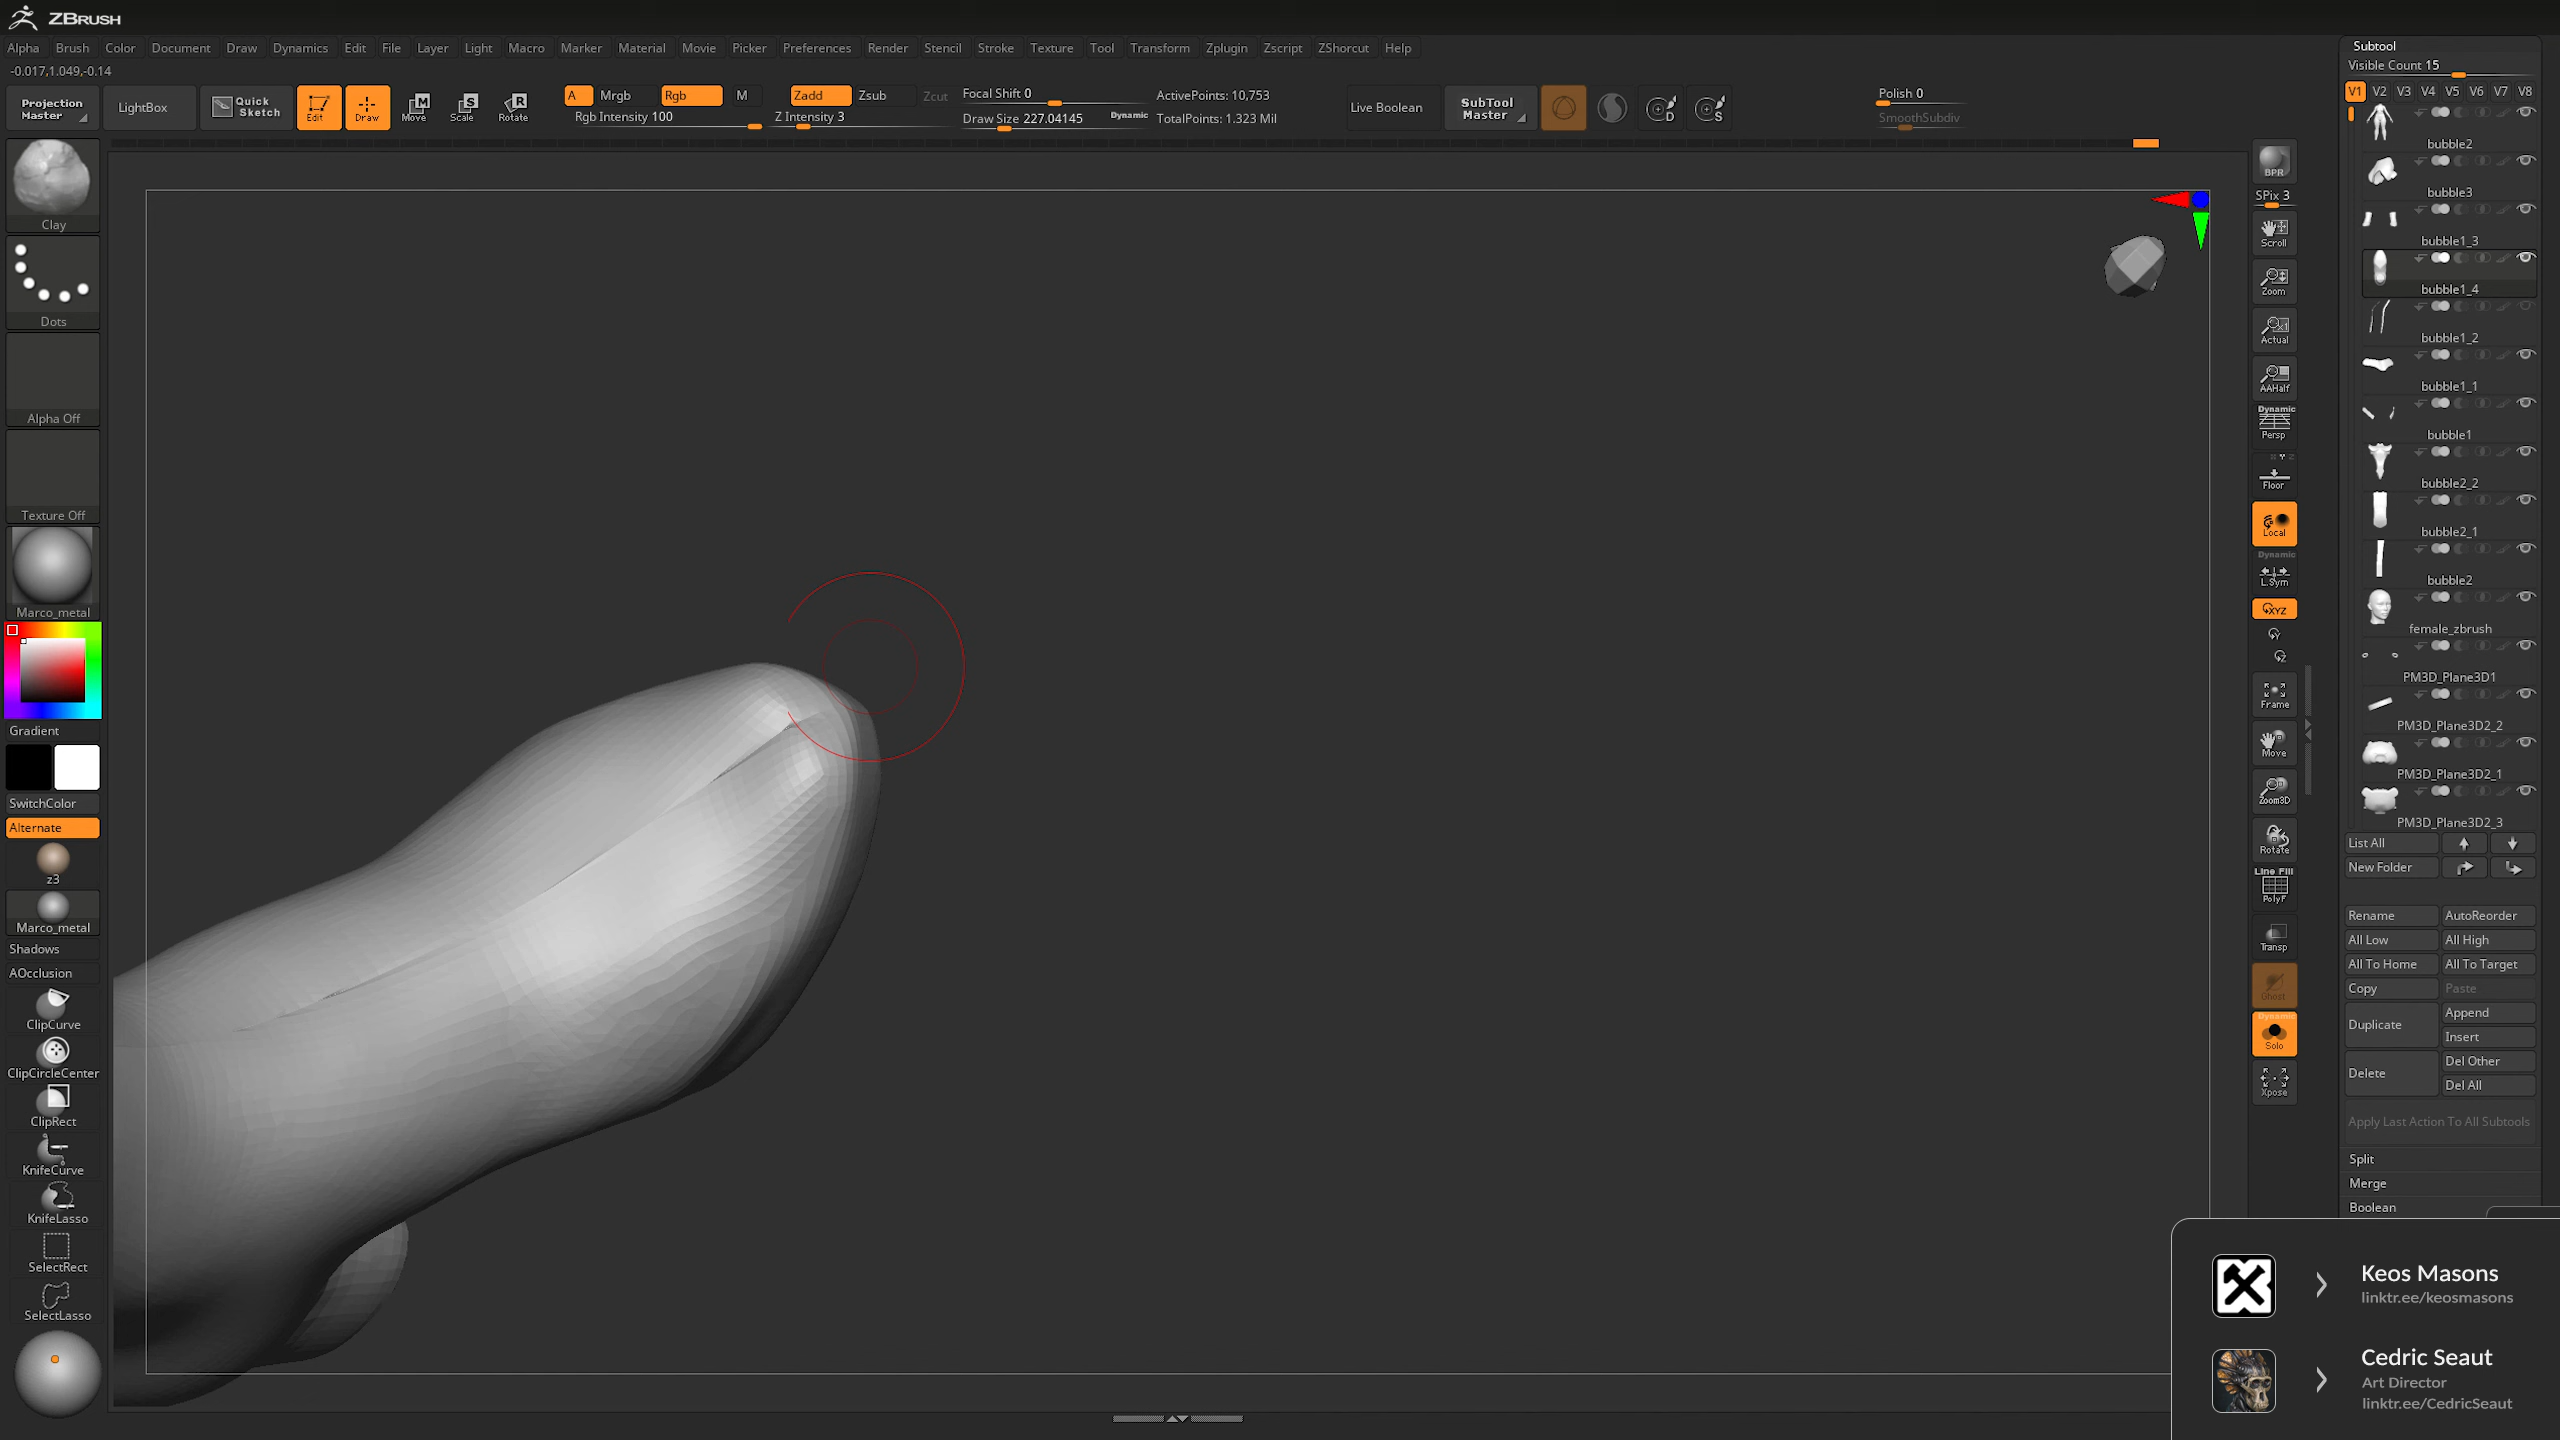 ZBRUSH
Alpha Brush Color Document Draw Dynamics Edit File Layer Light Macro Marker Material Movie Picker Preferences Render Stencil Stroke Texture Tool Transform Zplugin Zscript ZShorcut Help
-0.017,1.049,-0.14
Projection Master
LightBox
Quick Sketch
Edit
Draw
Move
Scale
Rotate
A Mrgb Rgb M
Rgb Intensity 100
Zadd Zsub Zcut
Z Intensity 3
Focal Shift 0
Draw Size 227.04145 Dynamic
ActivePoints: 10,753
TotalPoints: 1.323 Mil
Live Boolean
SubTool Master
D
S
Polish 0
SmoothSubdiv
Clay
Dots
Alpha Off
Texture Off
Marco_metal
Gradient
SwitchColor
Alternate
z3
Marco_metal
Shadows
AOcclusion
ClipCurve
ClipCircleCenter
ClipRect
KnifeCurve
KnifeLasso
SelectRect
SelectLasso
BPR
SPix 3
Scroll
Zoom
Actual
AAHalf
Dynamic
Persp
Floor
Local
Dynamic
L.Sym
XYZ
Frame
Move
Zoom3D
Rotate
Line Fill
PolyF
Transp
Ghost
Dynamic
Solo
Xpose
Subtool
Visible Count 15
V1 V2 V3 V4 V5 V6 V7 V8
bubble2
bubble3
bubble1_3
bubble1_4
bubble1_2
bubble1_1
bubble1
bubble2_2
bubble2_1
bubble2
female_zbrush
PM3D_Plane3D1
PM3D_Plane3D2_2
PM3D_Plane3D2_1
PM3D_Plane3D2_3
List All
New Folder
Rename AutoReorder
All Low All High
All To Home All To Target
Copy Paste
Duplicate Append
Insert
Delete Del Other
Del All
Apply Last Action To All Subtools
Split
Merge
Boolean
Keos Masons
linktr.ee/keosmasons
Cedric Seaut
Art Director
linktr.ee/CedricSeaut